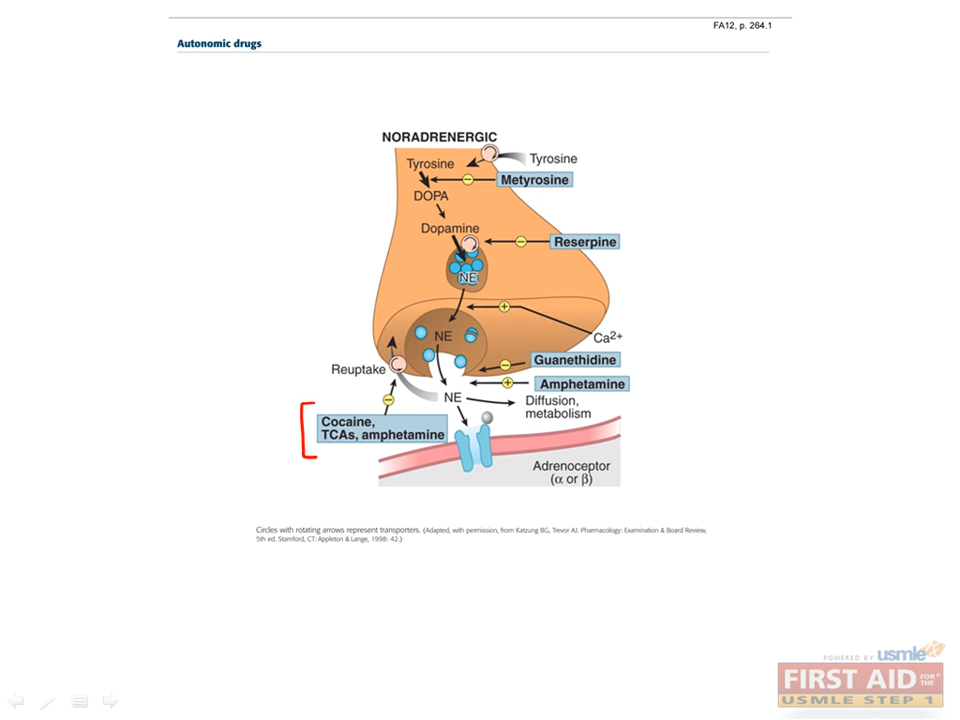 FA12, p. 264.1
Autonomic drugs
NORADRENERGIC
Tyrosine
Tyrosine
Metyrosine
DOPA
Dopamine
Reserpine
NE
NE
Ca2+
Guanethidine
Reuptake
Amphetamine
NE
Diffusion,
metabolism
Cocaine,
TCAs, amphetamine
Adrenoceptor
(α or β)
Circles with rotating arrows represent transporters. (Adapted, with permission, from Katzung BG, Trevor AJ. Pharmacology: Examination & Board Review,
5th ed. Stamford, CT: Appleton & Lange, 1998: 42.)
POWERED BY usmle
FIRST AID FOR THE®
USMLE STEP 1